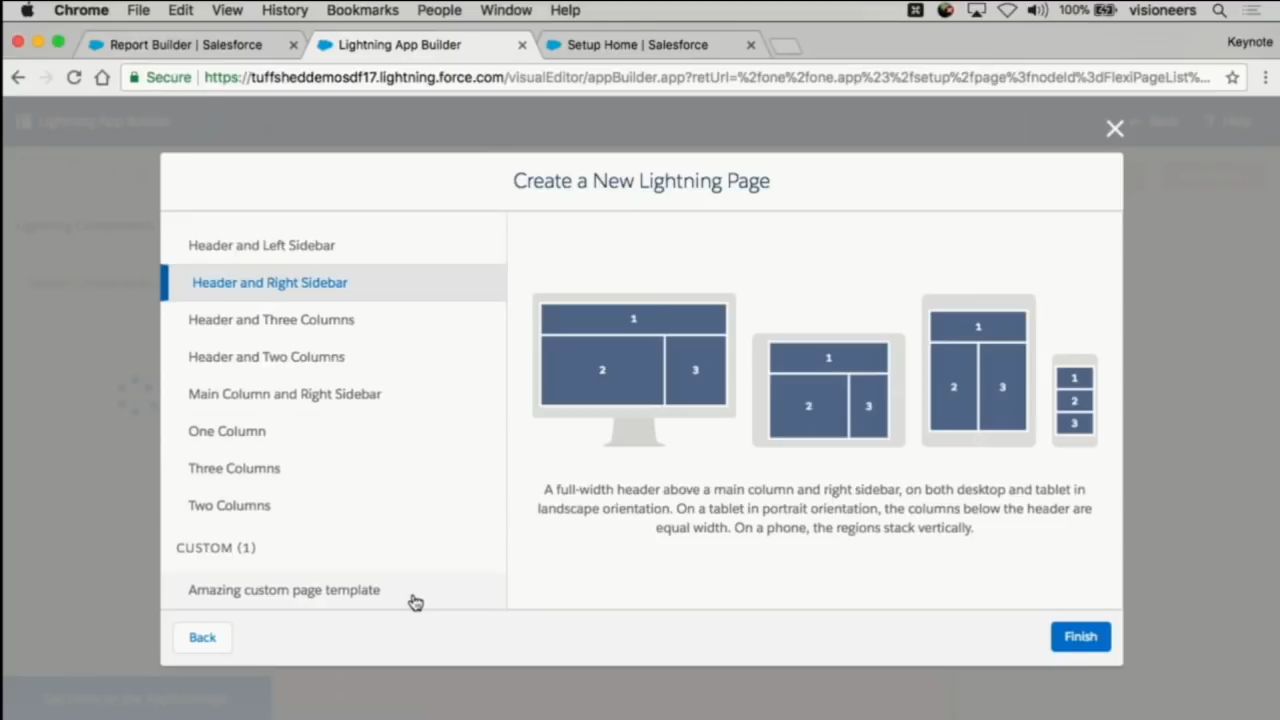 Chrome File Edit View History Bookmarks People Window Help 100% visioneers
Report Builder | Salesforce
Lightning App Builder
Setup Home | Salesforce
Keynote
Secure https://tuffsheddemosdf17.lightning.force.com/visualEditor/appBuilder.app?retUrl=%2fone%2fone.app%23%2fsetup%2fpage%3fnodeId%3dFlexiPageList%...
Lightning App Builder
Back
Help
Create a New Lightning Page
Header and Left Sidebar
Header and Right Sidebar
Header and Three Columns
Header and Two Columns
Main Column and Right Sidebar
One Column
Three Columns
Two Columns
CUSTOM (1)
Amazing custom page template
1
2 3
1
2 3
1
2 3
1
2
3
A full-width header above a main column and right sidebar, on both desktop and tablet in
landscape orientation. On a tablet in portrait orientation, the columns below the header are
equal width. On a phone, the regions stack vertically.
Back
Finish